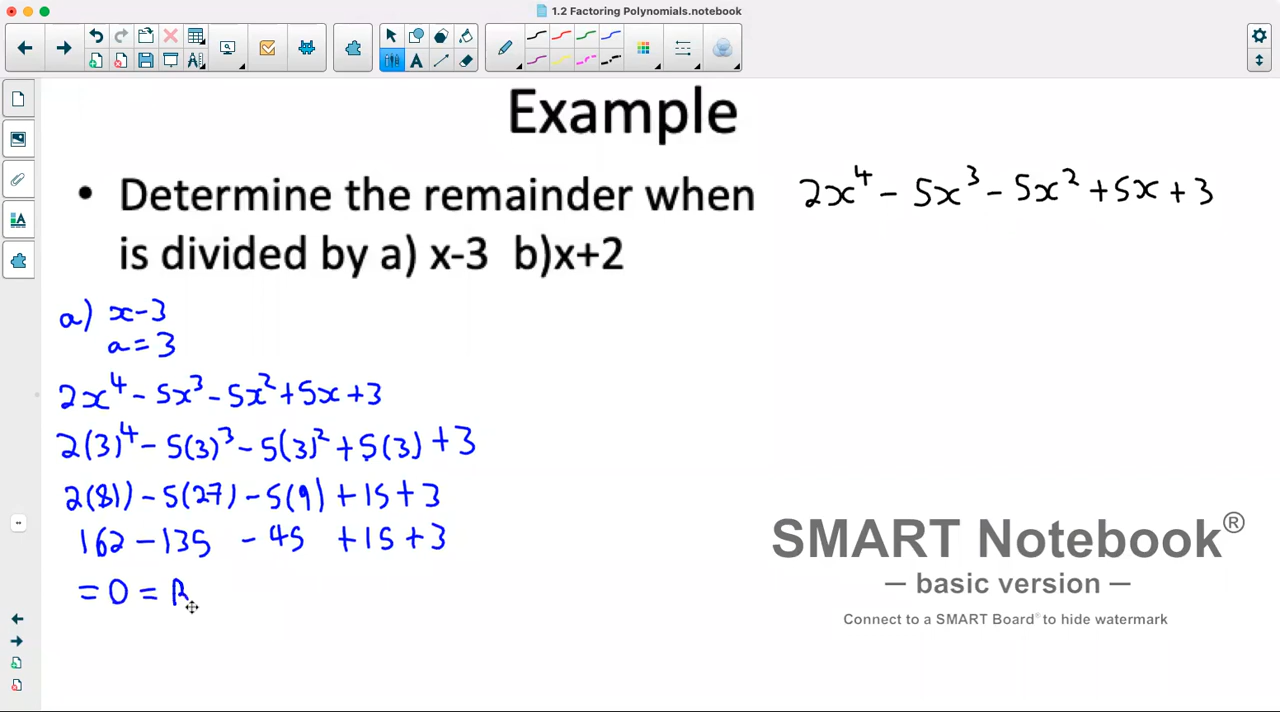 1.2 Factoring Polynomials.notebook
Example
• Determine the remainder when 2x⁴ - 5x³ - 5x² + 5x + 3
is divided by a) x-3 b)x+2
a) x-3
a = 3
2x⁴ - 5x³ - 5x² + 5x + 3
2(3)⁴ - 5(3)³ - 5(3)² + 5(3) + 3
2(81) - 5(27) - 5(9) + 15 + 3
162 - 135 - 45 + 15 + 3
= 0 = R
SMART Notebook®
— basic version —
Connect to a SMART Board® to hide watermark